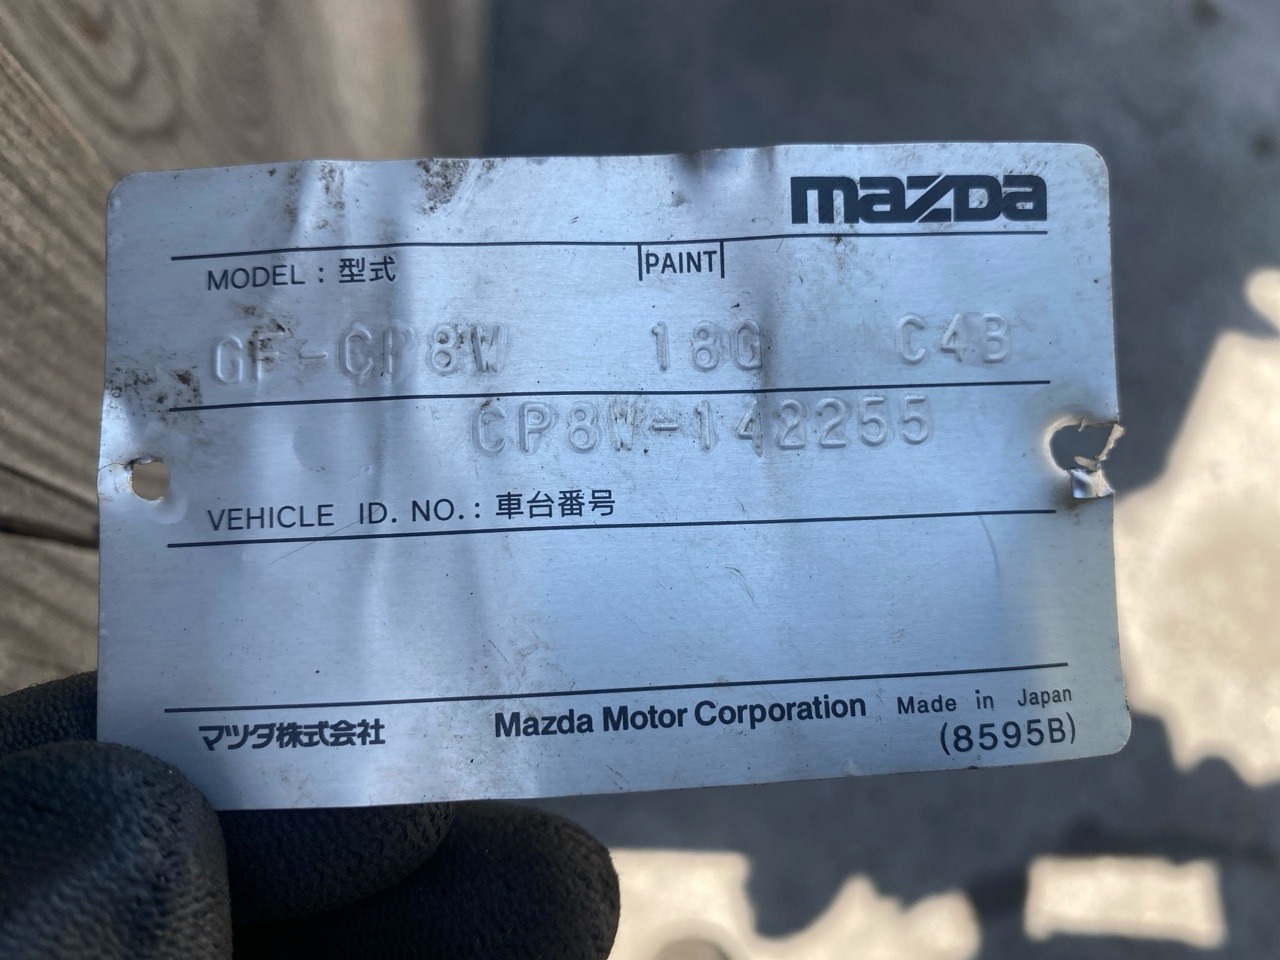 mazda
MODEL : 型式 PAINT
GF-CP8W 18G C4B
CP8W-142255
VEHICLE ID. NO. : 車台番号
マツダ株式会社 Mazda Motor Corporation Made in Japan
(8595B)